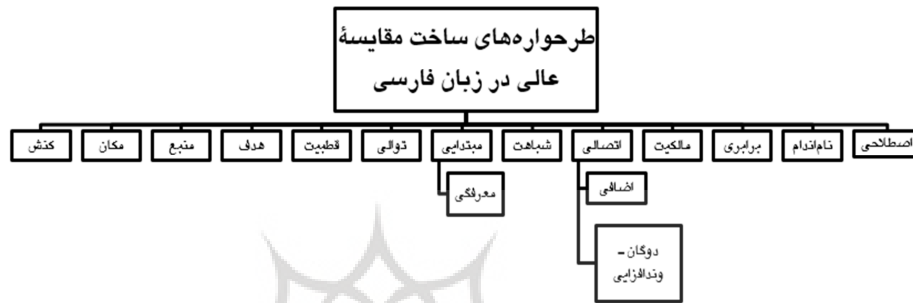 طرحواره‌های ساخت مقایسهٔ
عالی در زبان فارسی
اصطلاحی
نام‌اندام
برابری
مالکیت
اتصالی
شباهت
مبتدایی
توالی
قطبیت
هدف
منبع
مکان
کنش
اضافی
معرفگی
دوگان-
وندافزایی